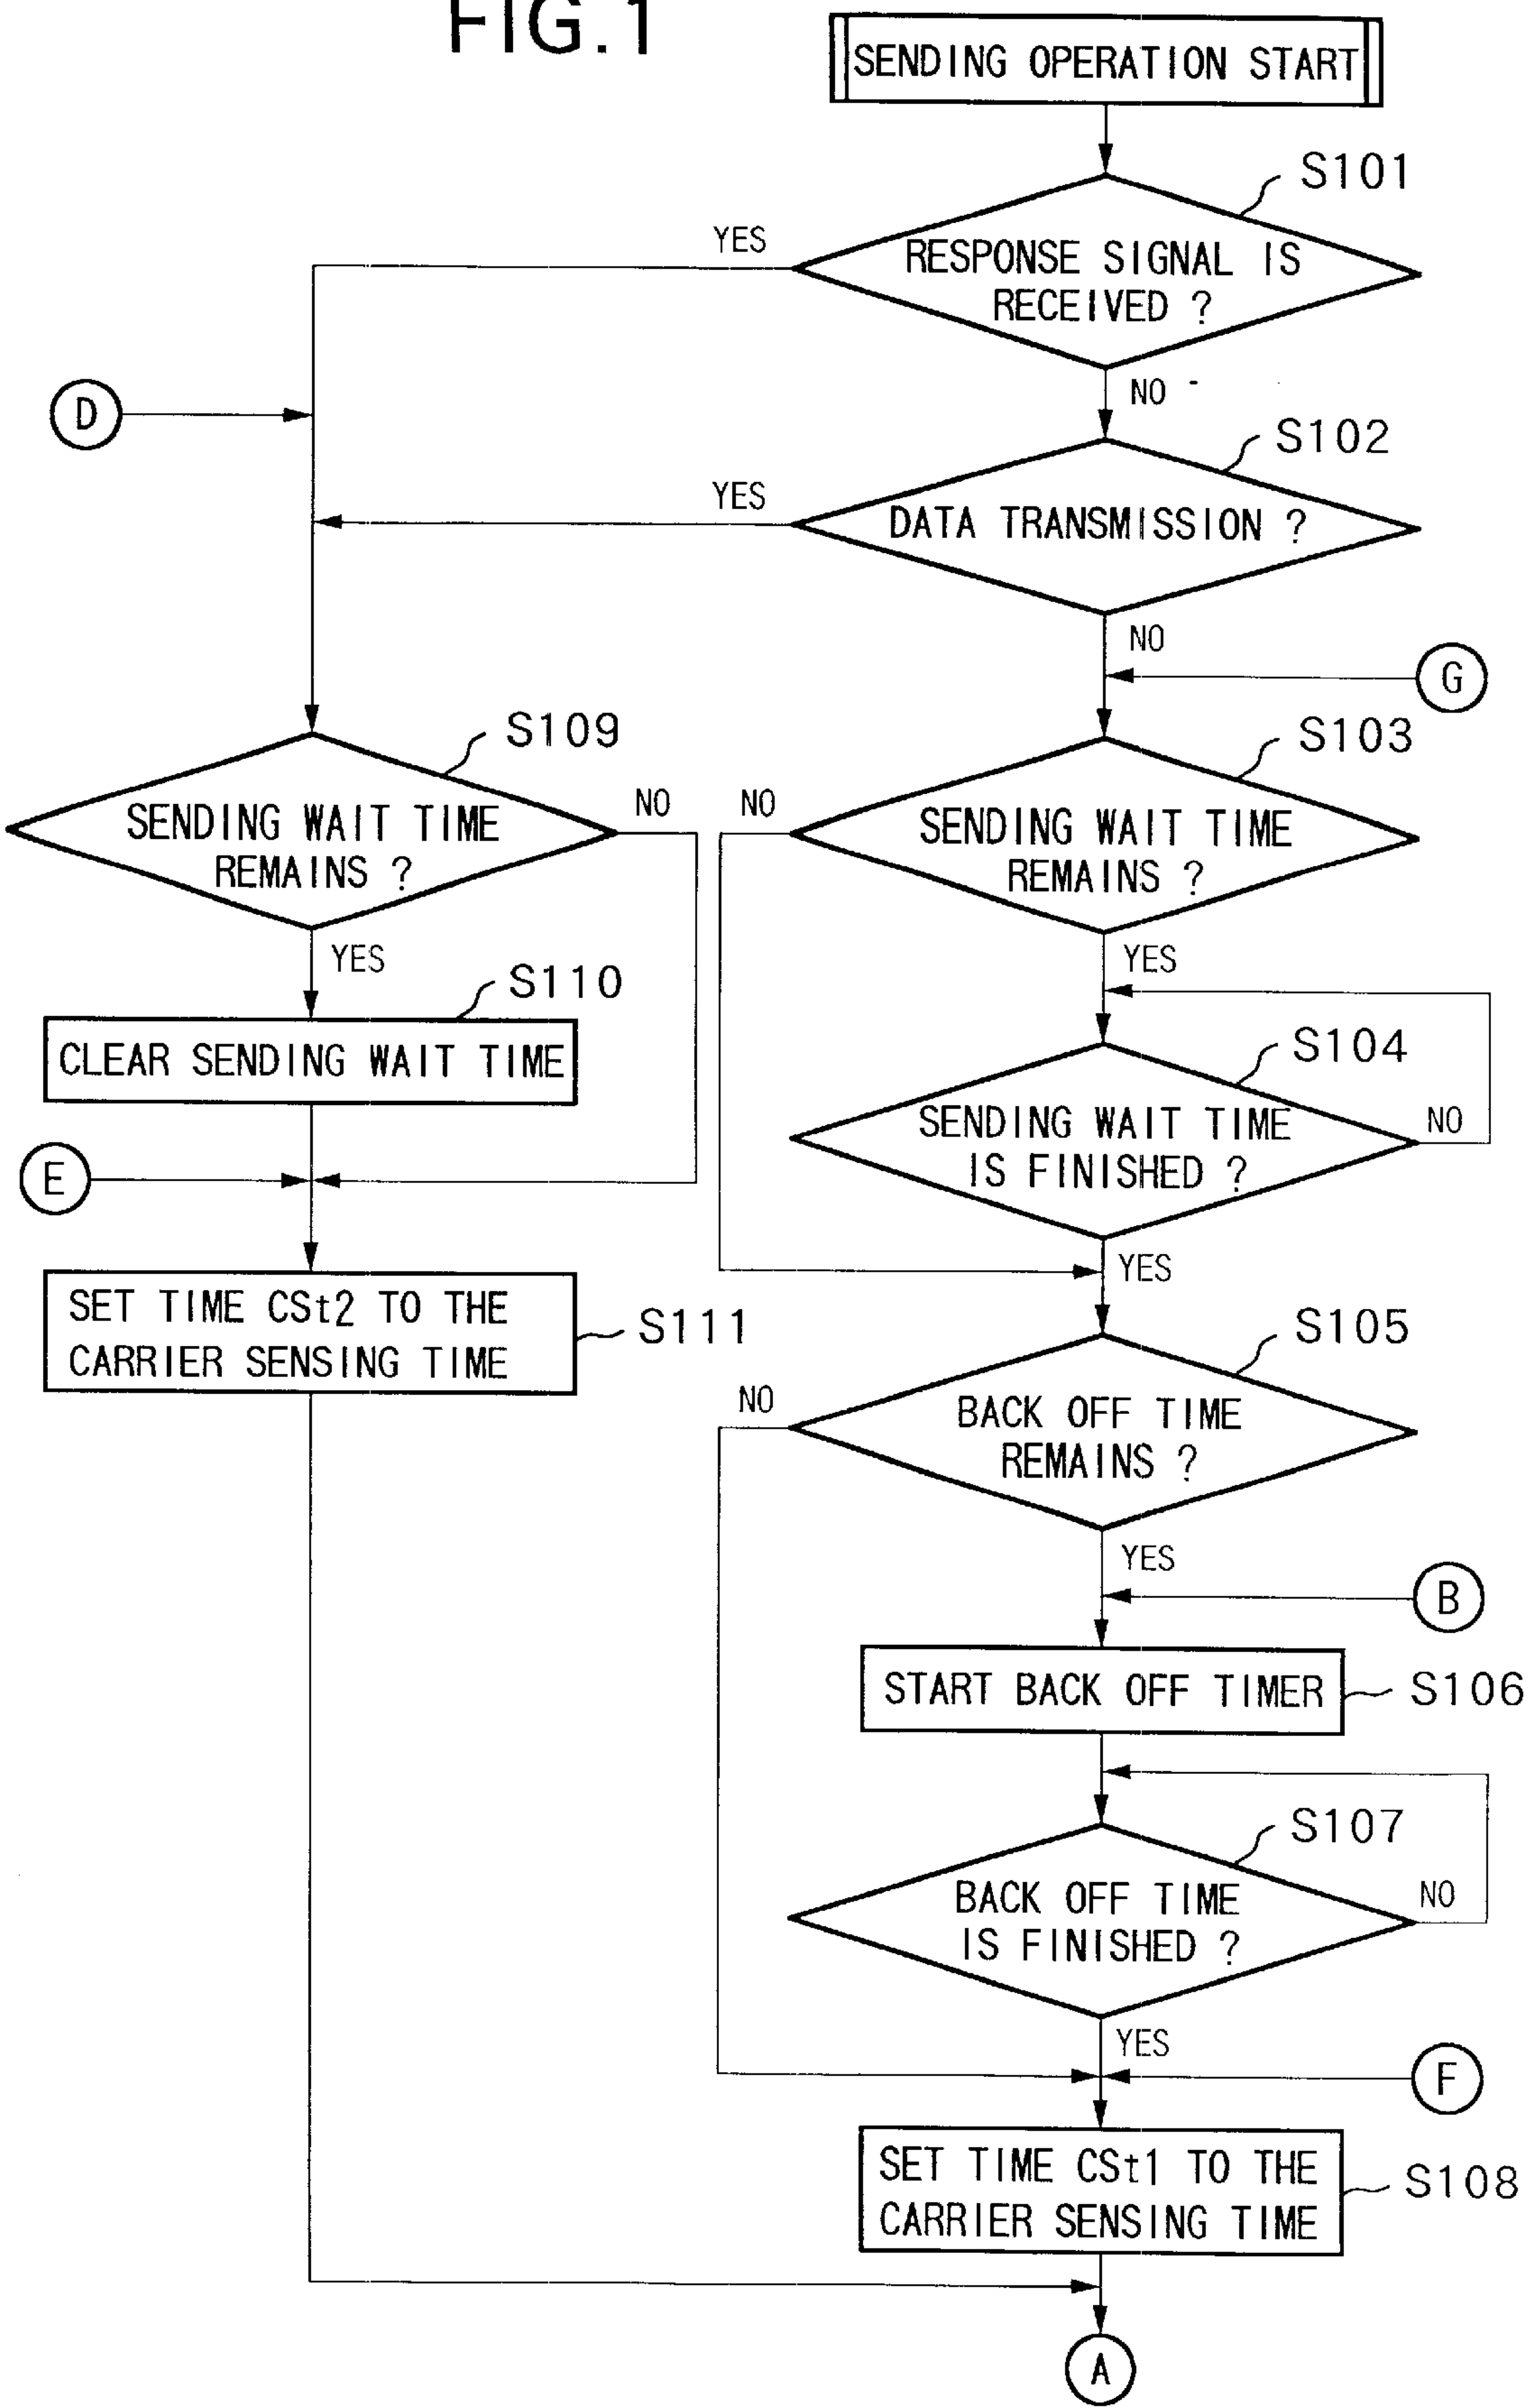 FIG.1
SENDING OPERATION START
S101
YES
RESPONSE SIGNAL IS
RECEIVED ?
NO
D
S102
YES
DATA TRANSMISSION ?
NO
G
S109
S103
SENDING WAIT TIME
REMAINS ?
NO
NO
SENDING WAIT TIME
REMAINS ?
YES
YES
S110
CLEAR SENDING WAIT TIME
S104
SENDING WAIT TIME
IS FINISHED ?
NO
E
YES
SET TIME CSt2 TO THE
CARRIER SENSING TIME
S111
S105
NO
BACK OFF TIME
REMAINS ?
YES
B
START BACK OFF TIMER
S106
S107
BACK OFF TIME
IS FINISHED ?
NO
YES
F
SET TIME CSt1 TO THE
CARRIER SENSING TIME
S108
A